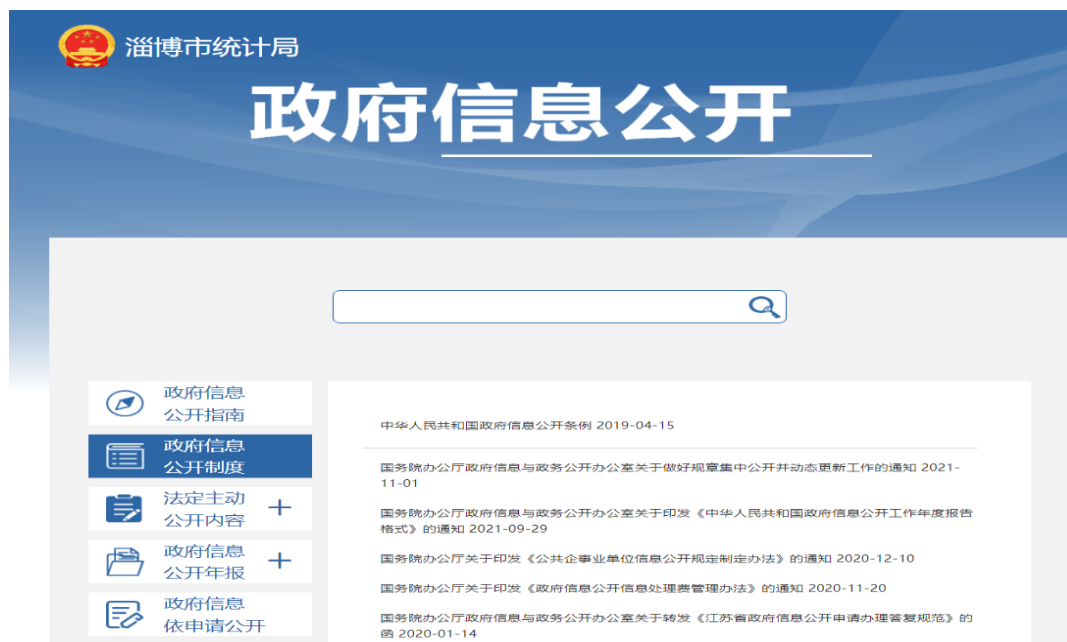 淄博市统计局
政府信息公开
政府信息
公开指南
政府信息
公开制度
法定主动
公开内容
政府信息
公开年报
政府信息
依申请公开
中华人民共和国政府信息公开条例 2019-04-15
国务院办公厅政府信息与政务公开办公室关于做好规章集中公开并动态更新工作的通知 2021-
11-01
国务院办公厅政府信息与政务公开办公室关于印发《中华人民共和国政府信息公开工作年度报告
格式》的通知 2021-09-29
国务院办公厅关于印发《公共企事业单位信息公开规定制定办法》的通知 2020-12-10
国务院办公厅关于印发《政府信息公开信息处理费管理办法》的通知 2020-11-20
国务院办公厅政府信息与政务公开办公室关于转发《江苏省政府信息公开申请办理答复规范》的
函 2020-01-14